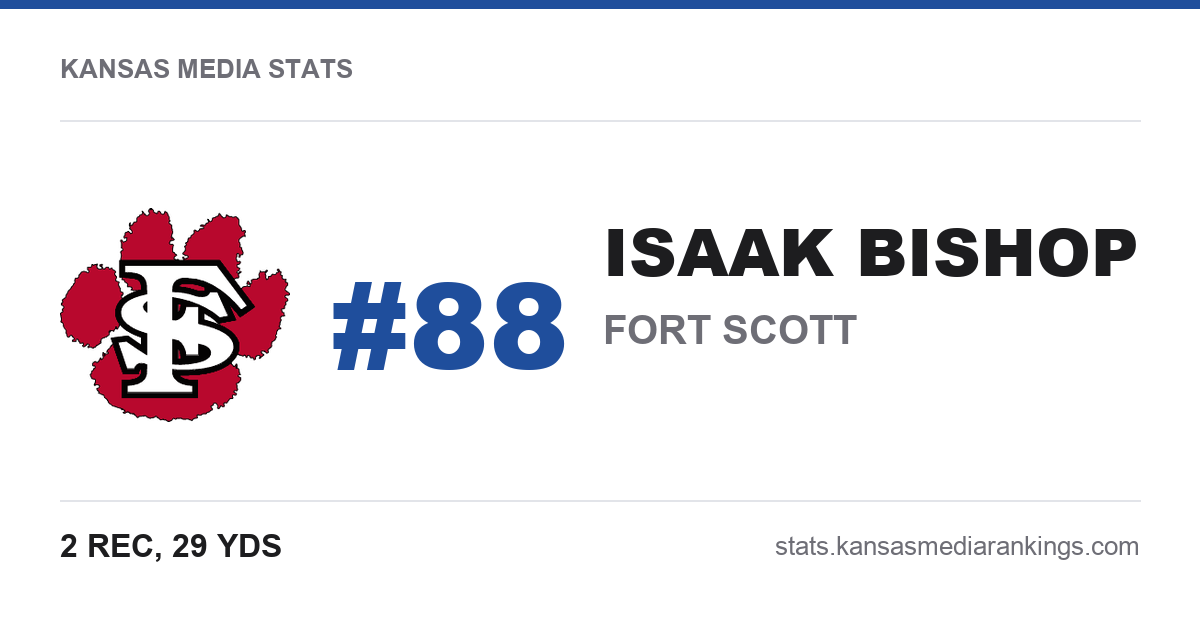 KANSAS MEDIA STATS
FS
#88
ISAAK BISHOP
FORT SCOTT
2 REC, 29 YDS
stats.kansasmediarankings.com